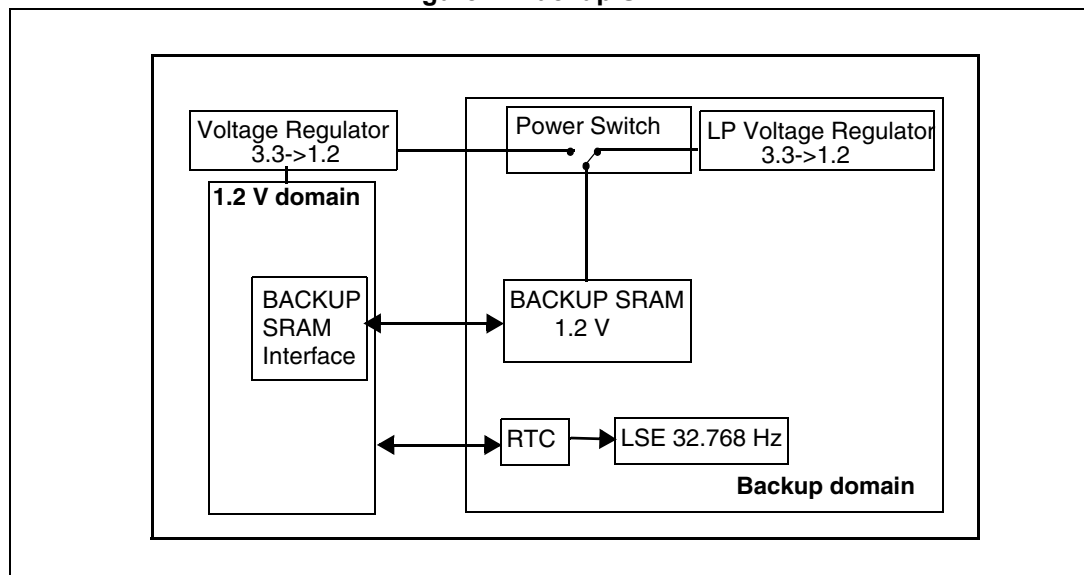 Voltage Regulator
3.3->1.2
Power Switch
LP Voltage Regulator
3.3->1.2
1.2 V domain
BACKUP
SRAM
Interface
BACKUP SRAM
1.2 V
RTC
LSE 32.768 Hz
Backup domain